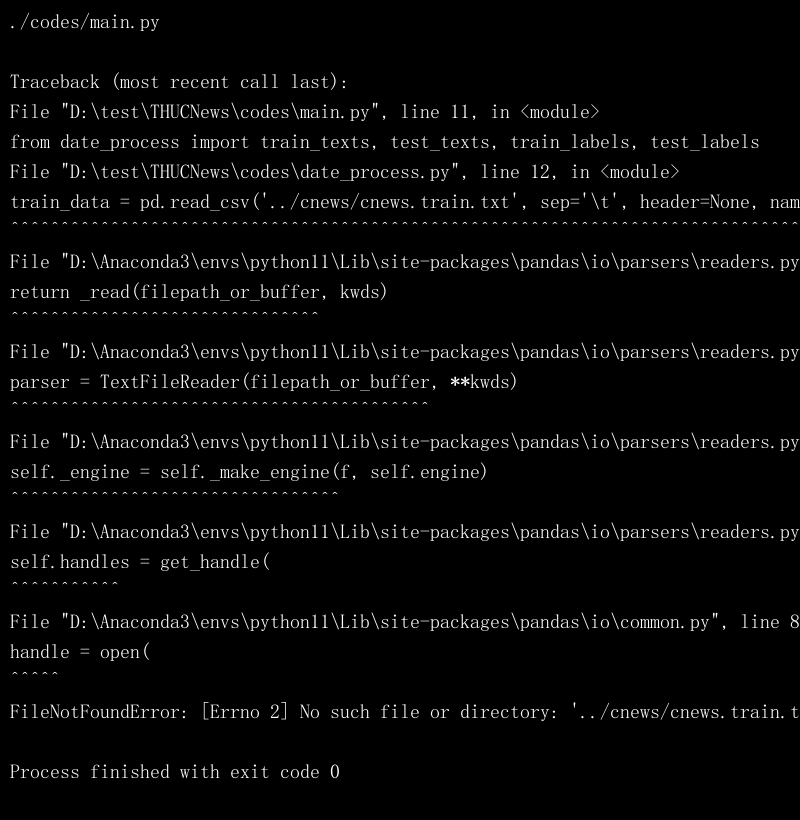 ./codes/main.py
Traceback (most recent call last):
File "D:\test\THUCNews\codes\main.py", line 11, in <module>
from date_process import train_texts, test_texts, train_labels, test_labels
File "D:\test\THUCNews\codes\date_process.py", line 12, in <module>
train_data = pd.read_csv('../cnews/cnews.train.txt', sep='\t', header=None, nam
^^^^^^^^^^^^^^^^^^^^^^^^^^^^^^^^^^^^^^^^^^^^^^^^^^^^^^^^^^^^^^^^^^^^^^^^^^^^^^^
File "D:\Anaconda3\envs\python11\Lib\site-packages\pandas\io\parsers\readers.py
return _read(filepath_or_buffer, kwds)
^^^^^^^^^^^^^^^^^^^^^^^^^^^^^^^
File "D:\Anaconda3\envs\python11\Lib\site-packages\pandas\io\parsers\readers.py
parser = TextFileReader(filepath_or_buffer, **kwds)
^^^^^^^^^^^^^^^^^^^^^^^^^^^^^^^^^^^^^^^^^^
File "D:\Anaconda3\envs\python11\Lib\site-packages\pandas\io\parsers\readers.py
self._engine = self._make_engine(f, self.engine)
^^^^^^^^^^^^^^^^^^^^^^^^^^^^^^^^^
File "D:\Anaconda3\envs\python11\Lib\site-packages\pandas\io\parsers\readers.py
self.handles = get_handle(
^^^^^^^^^^^
File "D:\Anaconda3\envs\python11\Lib\site-packages\pandas\io\common.py", line 8
handle = open(
^^^^^
FileNotFoundError: [Errno 2] No such file or directory: '../cnews/cnews.train.t
Process finished with exit code 0